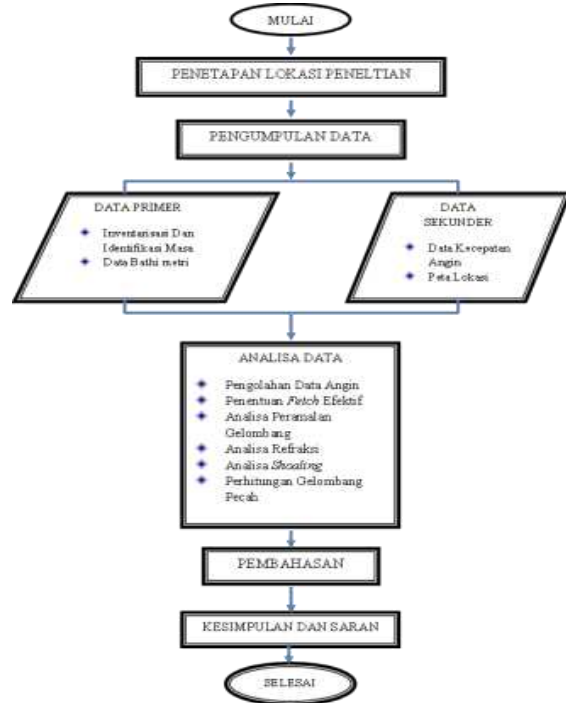 MULAI
PENETAPAN LOKASI PENELTIAN
PENGUMPULAN DATA
DATA PRIMER
Inventarisasi Dan
Identifikasi Masa
Data Bathi metri
DATA
SEKUNDER
Data Kecepatan
Angin
Peta Lokasi
ANALISA DATA
Pengolahan Data Angin
Penentuan Fetch Efektif
Analisa Peramalan
Gelombang
Analisa Refraksi
Analisa Shoaling
Perhitungan Gelombang
Pecah
PEMBAHASAN
KESIMPULAN DAN SARAN
SELESAI